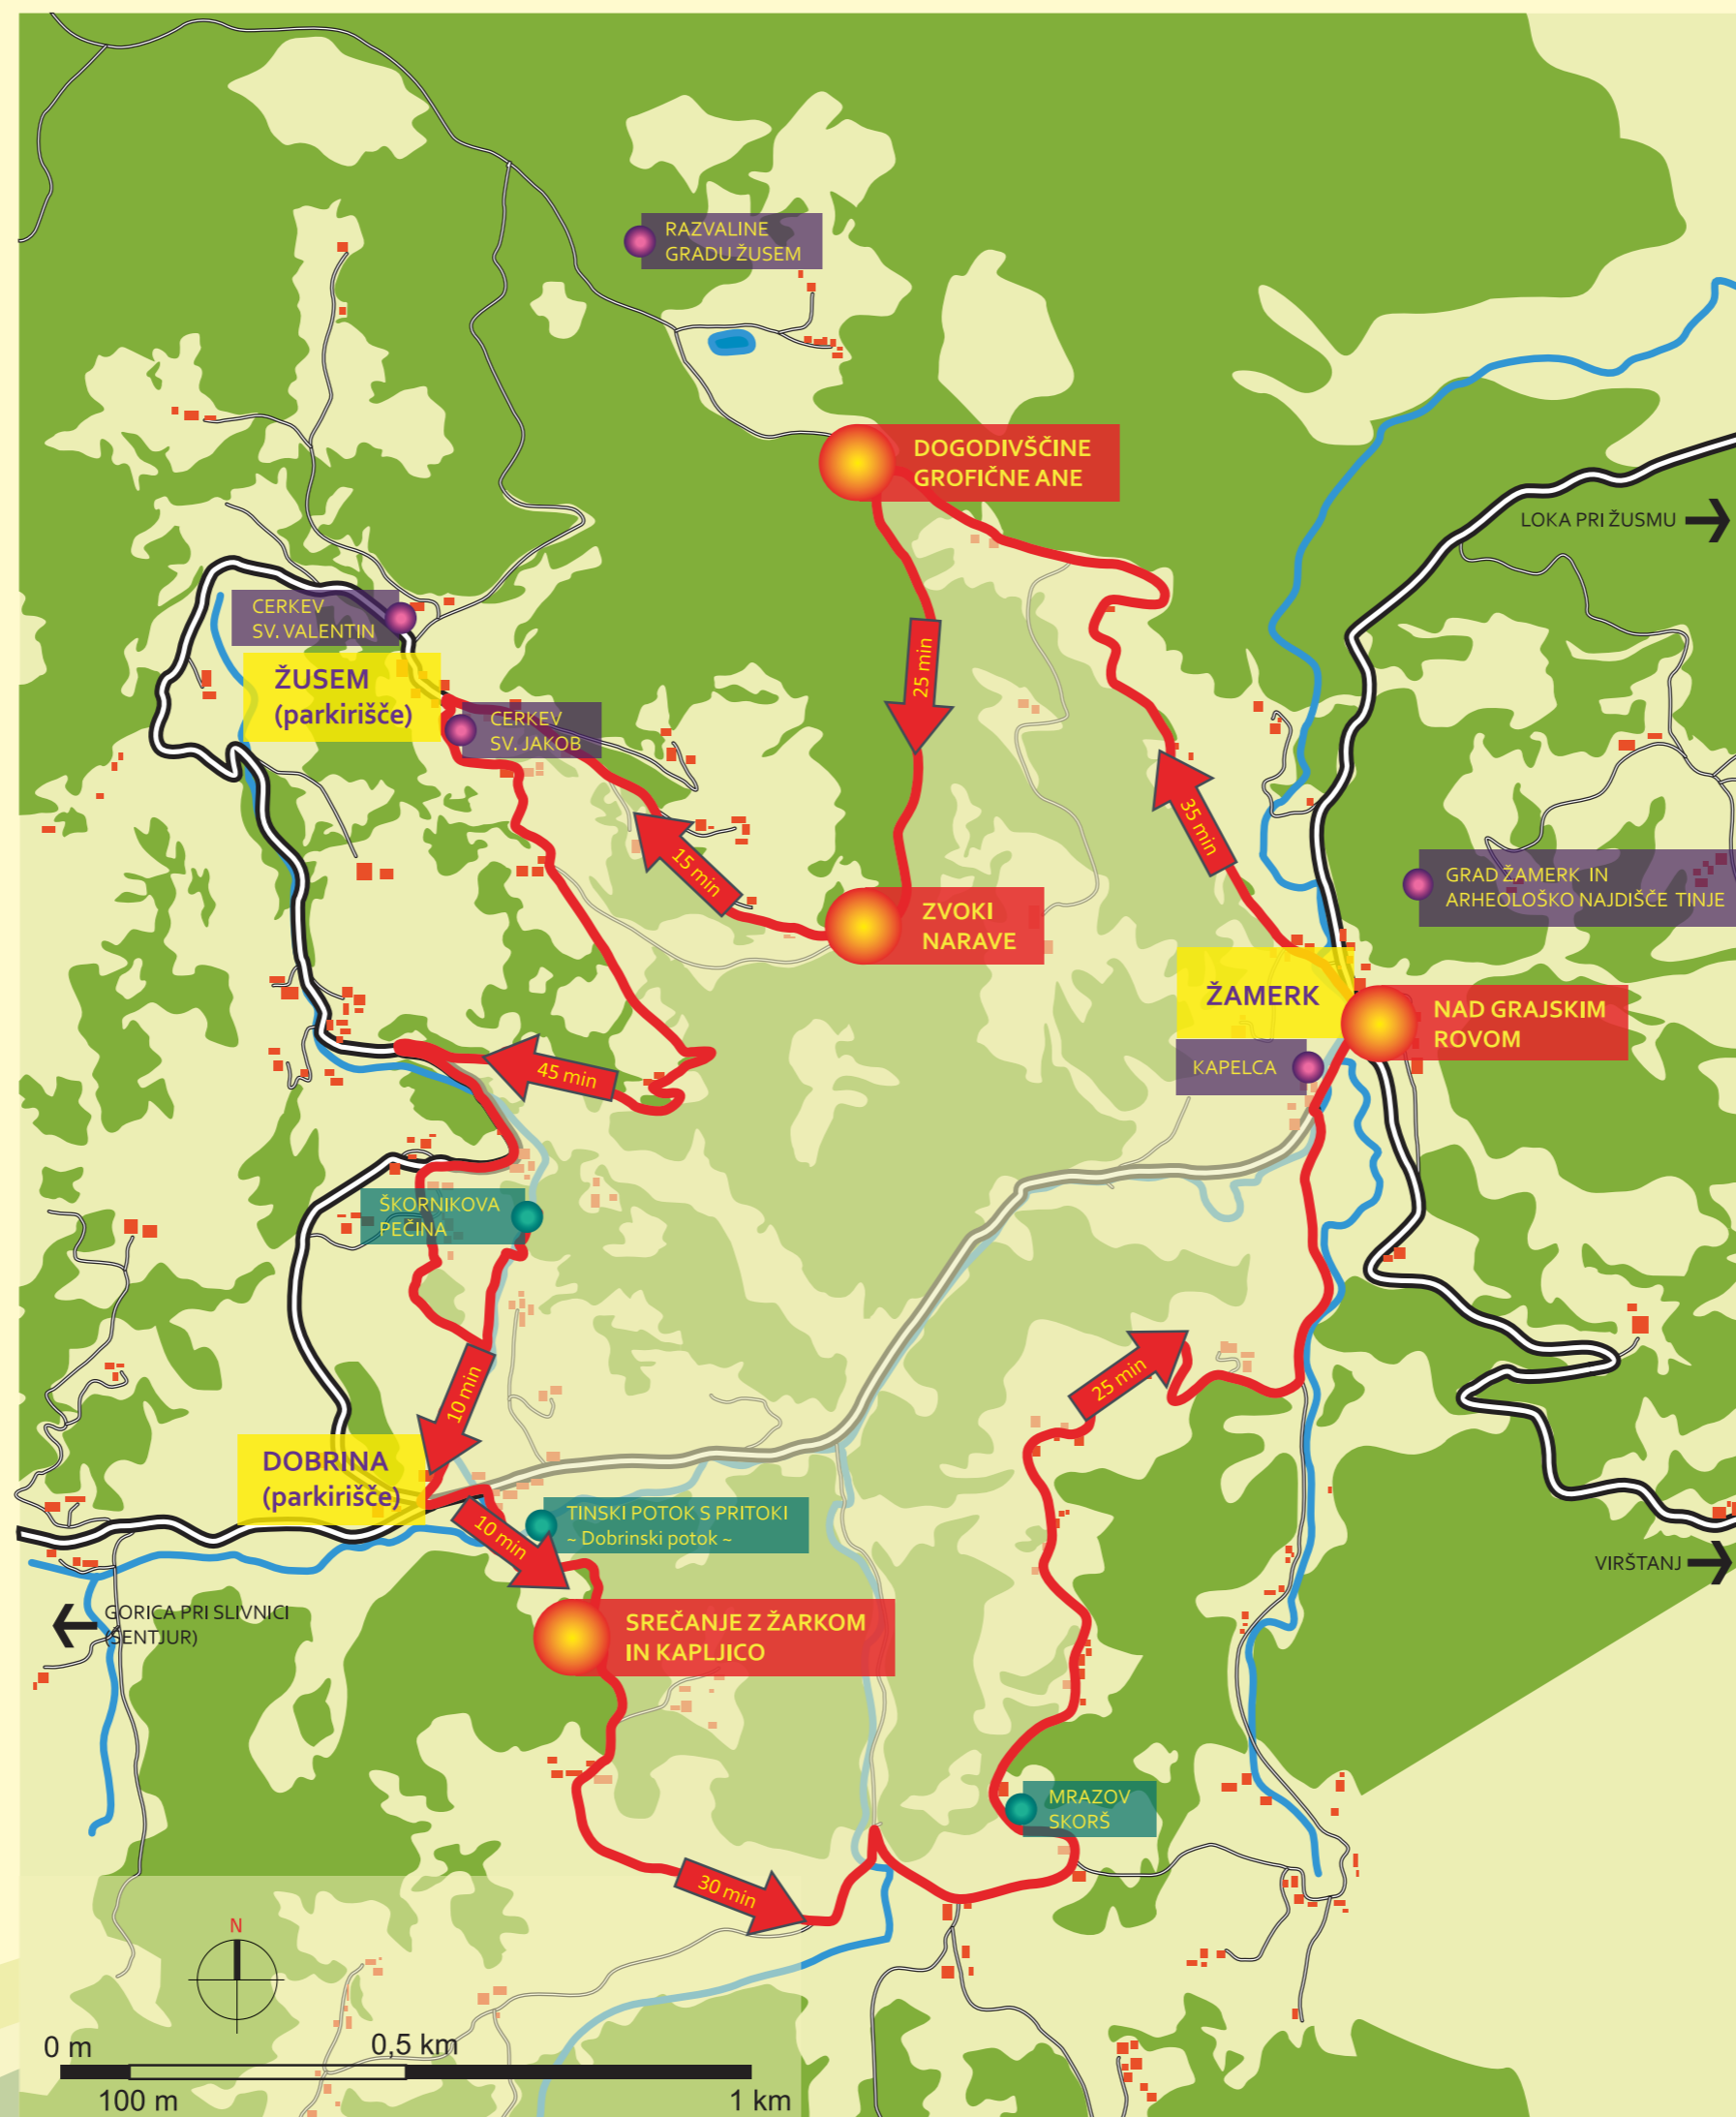 RAZVALINE
GRADU ŽUSEM
DOGODIVŠČINE
GROFIČNE ANE
LOKA PRI ŽUSMU
CERKEV
SV. VALENTIN
25 min
ŽUSEM
(parkirišče)
CERKEV
SV. JAKOB
35 min
15 min
GRAD ŽAMERK IN
ARHEOLOŠKO NAJDIŠČE TINJE
ZVOKI
NARAVE
ŽAMERK
NAD GRAJSKIM
ROVOM
KAPELCA
45 min
ŠKORNIKOVA
PEČINA
25 min
10 min
DOBRINA
(parkirišče)
TINSKI POTOK S PRITOKI
~ Dobrinski potok ~
10 min
VIRŠTANJ
GORICA PRI SLIVNICI
(ŠENTJUR)
SREČANJE Z ŽARKOM
IN KAPLJICO
MRAZOV
SKORŠ
30 min
N
0 m
0,5 km
100 m
1 km